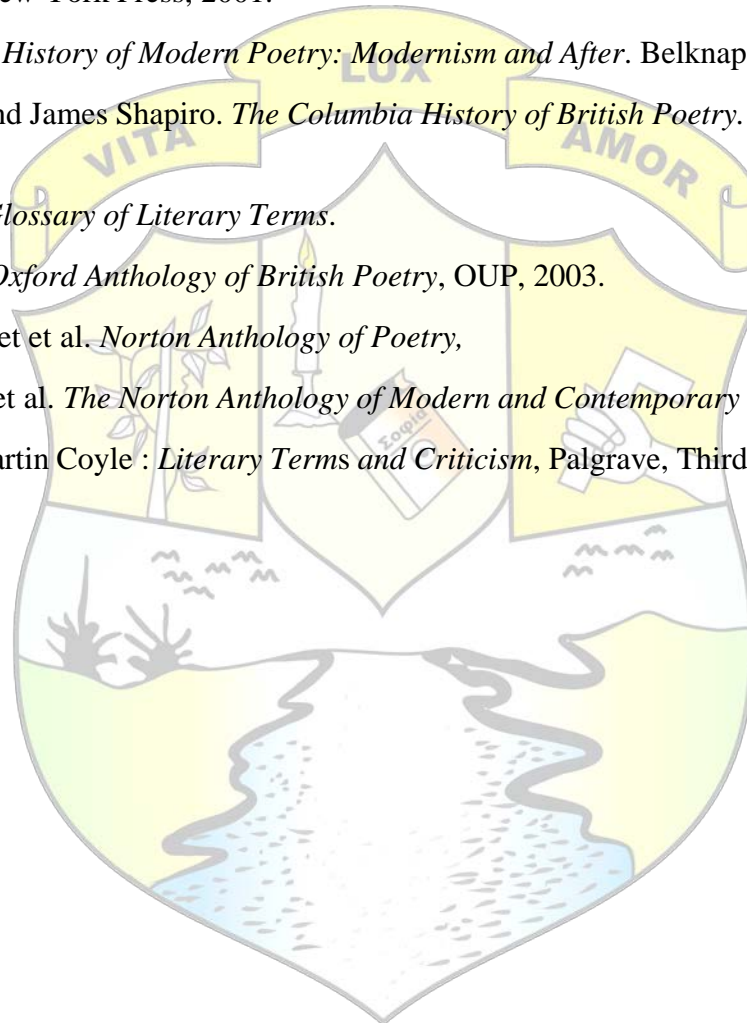 ew York Press, 2001.
History of Modern Poetry: Modernism and After. Belknap
nd James Shapiro. The Columbia History of British Poetry.
LUX
VITA
AMOR
Glossary of Literary Terms.
Oxford Anthology of British Poetry, OUP, 2003.
et et al. Norton Anthology of Poetry,
et al. The Norton Anthology of Modern and Contemporary
artin Coyle : Literary Terms and Criticism, Palgrave, Third
Σοφία